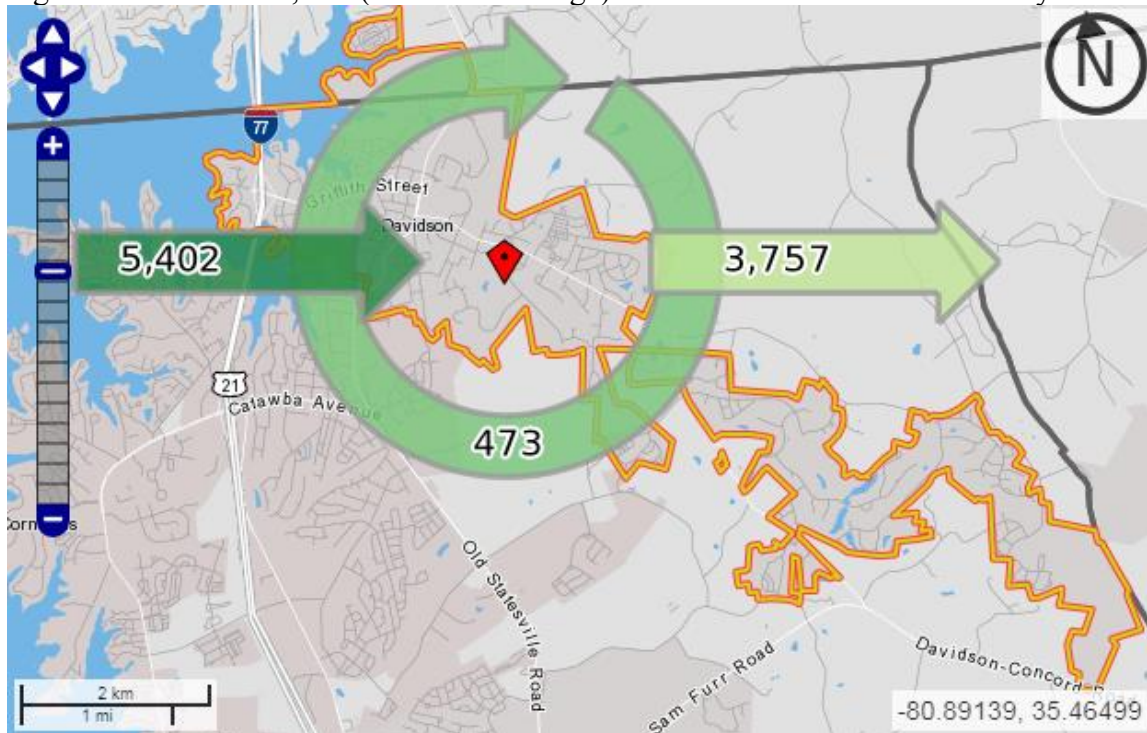 N
77
Griffith Street
Davidson
5,402
3,757
21
Catawba Avenue
473
Old Statesville Road
Sam Furr Road
Davidson-Concord
2 km
1 mi
-80.89139, 35.46499